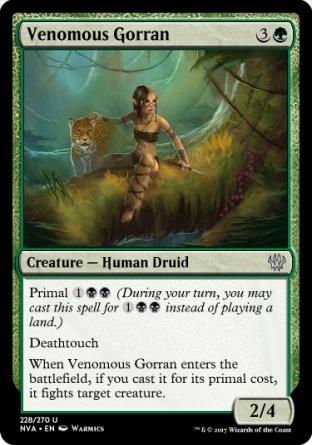 Venomous Gorran 3
Creature — Human Druid
Primal 1 (During your turn, you may
cast this spell for 1 instead of playing a
land.)
Deathtouch
When Venomous Gorran enters the
battlefield, if you cast it for its primal cost,
it fights target creature.
2/4
228/270 U
NVA • EN WARMICS
™ & © 2017 Wizards of the Coast